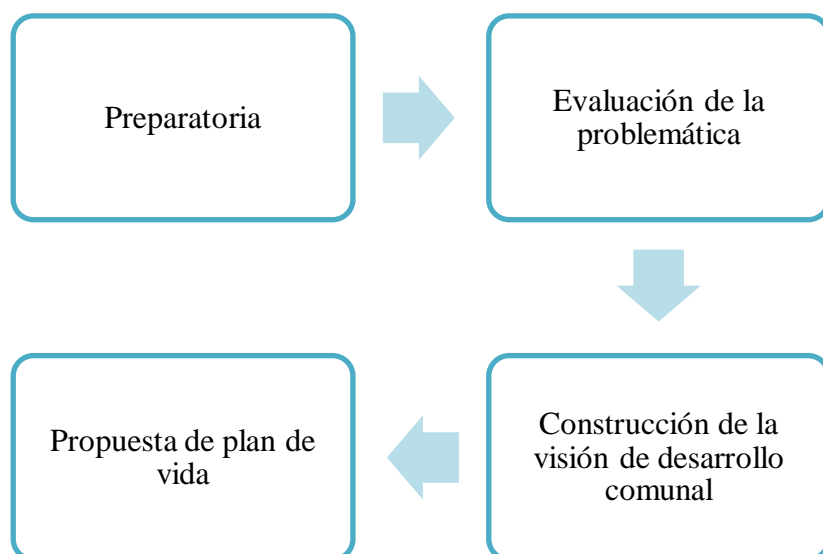 Preparatoria
Evaluación de la
problemática
Construcción de la
visión de desarrollo
comunal
Propuesta de plan de
vida